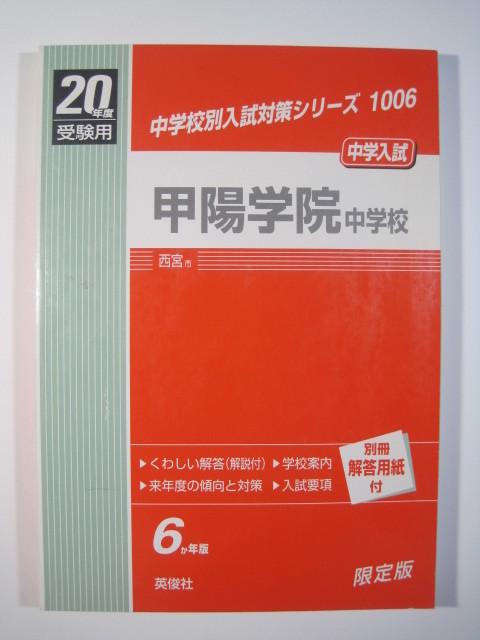 20年度
受験用
中学校別入試対策シリーズ 1006
中学入試
甲陽学院中学校
西宮市
▶くわしい解答(解説付) ▶学校案内
▶来年度の傾向と対策 ▶入試要項
別冊
解答用紙
付
6か年版
英俊社
限定版